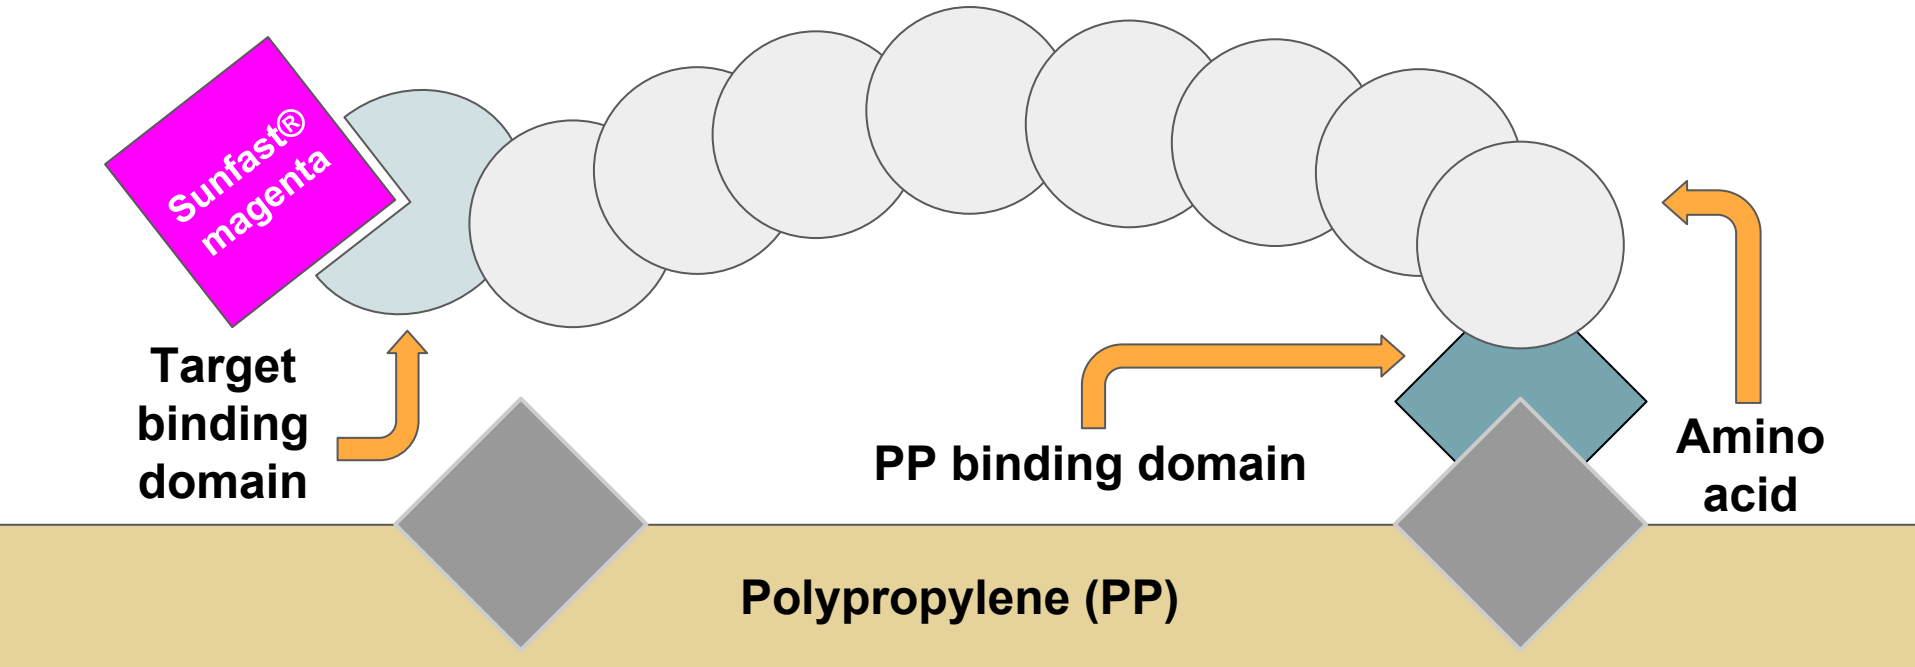 Sunfast®
magenta
Target
binding
domain
PP binding domain
Amino
acid
Polypropylene (PP)